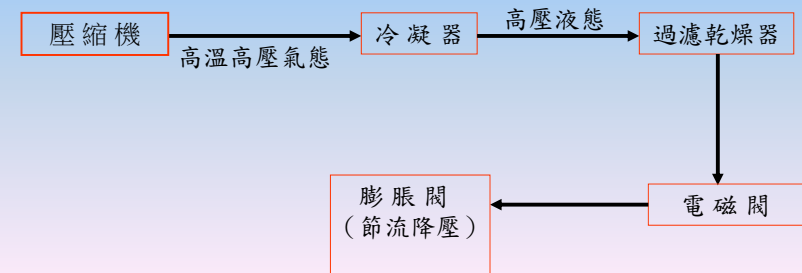 壓縮機
高溫高壓氣態
冷凝器
高壓液態
過濾乾燥器
電磁閥
膨脹閥
（節流降壓）